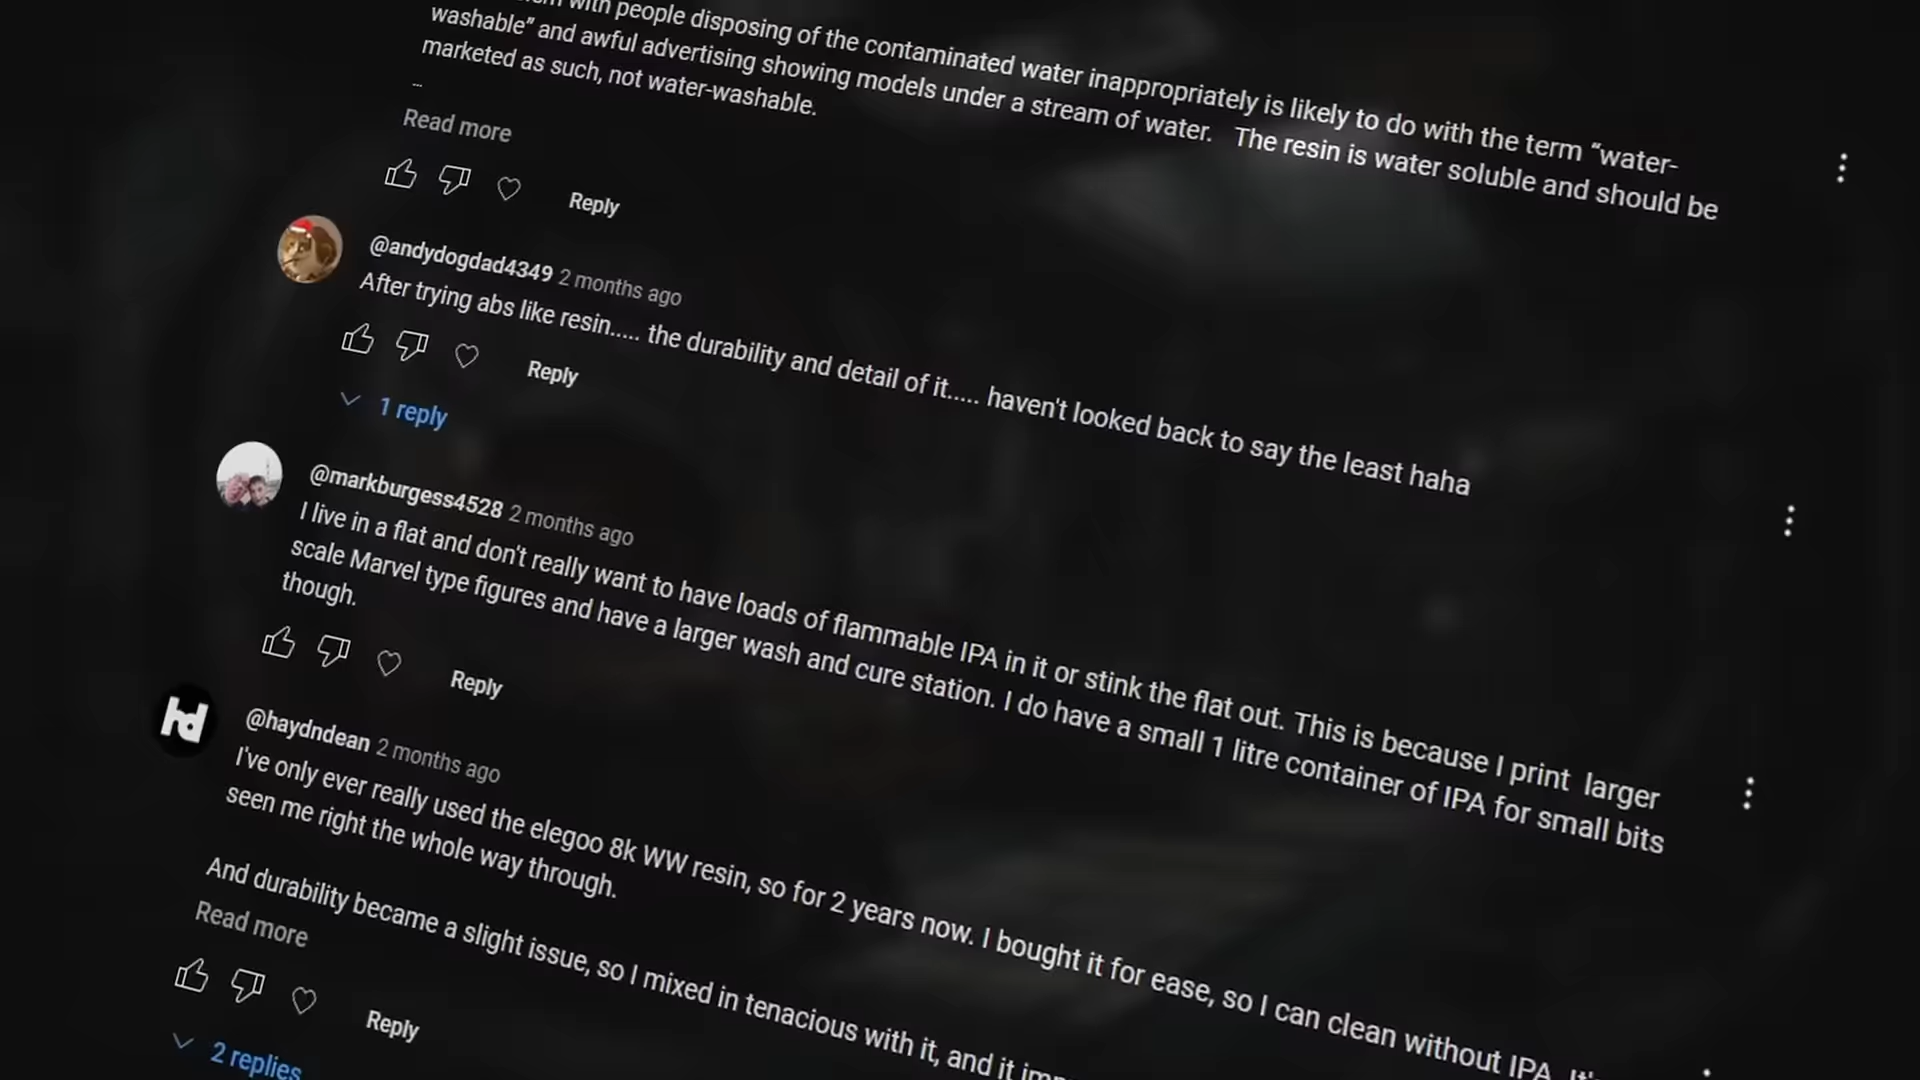 with people disposing of the contaminated water inappropriately is likely to do with the term “water-
washable” and awful advertising showing models under a stream of water. The resin is water soluble and should be
marketed as such, not water-washable.
...
Read more
Reply
@andydogdad4349 2 months ago
After trying abs like resin..... the durability and detail of it..... haven't looked back to say the least haha
Reply
1 reply
@markburgess4528 2 months ago
I live in a flat and don't really want to have loads of flammable IPA in it or stink the flat out. This is because I print larger
scale Marvel type figures and have a larger wash and cure station. I do have a small 1 litre container of IPA for small bits
though.
Reply
hd
@haydndean 2 months ago
I've only ever really used the elegoo 8k WW resin, so for 2 years now. I bought it for ease, so I can clean without IPA.
seen me right the whole way through.
And durability became a slight issue, so I mixed in tenacious with it, and it
Read more
Reply
2 replies